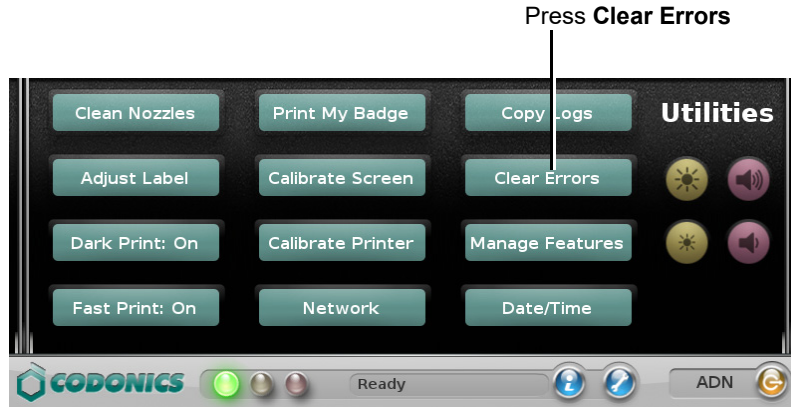 Press Clear Errors
Clean Nozzles
Print My Badge
Copy Logs
Utilities
Adjust Label
Calibrate Screen
Clear Errors
Dark Print: On
Calibrate Printer
Manage Features
Fast Print: On
Network
Date/Time
CODONICS
Ready
ADN